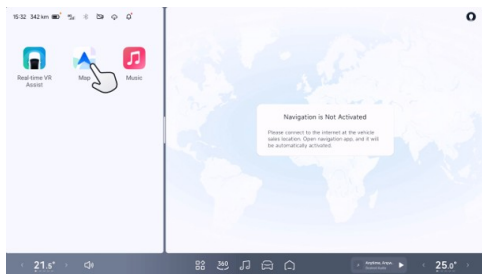 15:32 342 km
Real-time VR
Assist
Map
Music
Navigation is Not Activated
Please connect to the internet at the vehicle
sales location. Open navigation app, and it will
be automatically activated.
21.5°
360
25.0°